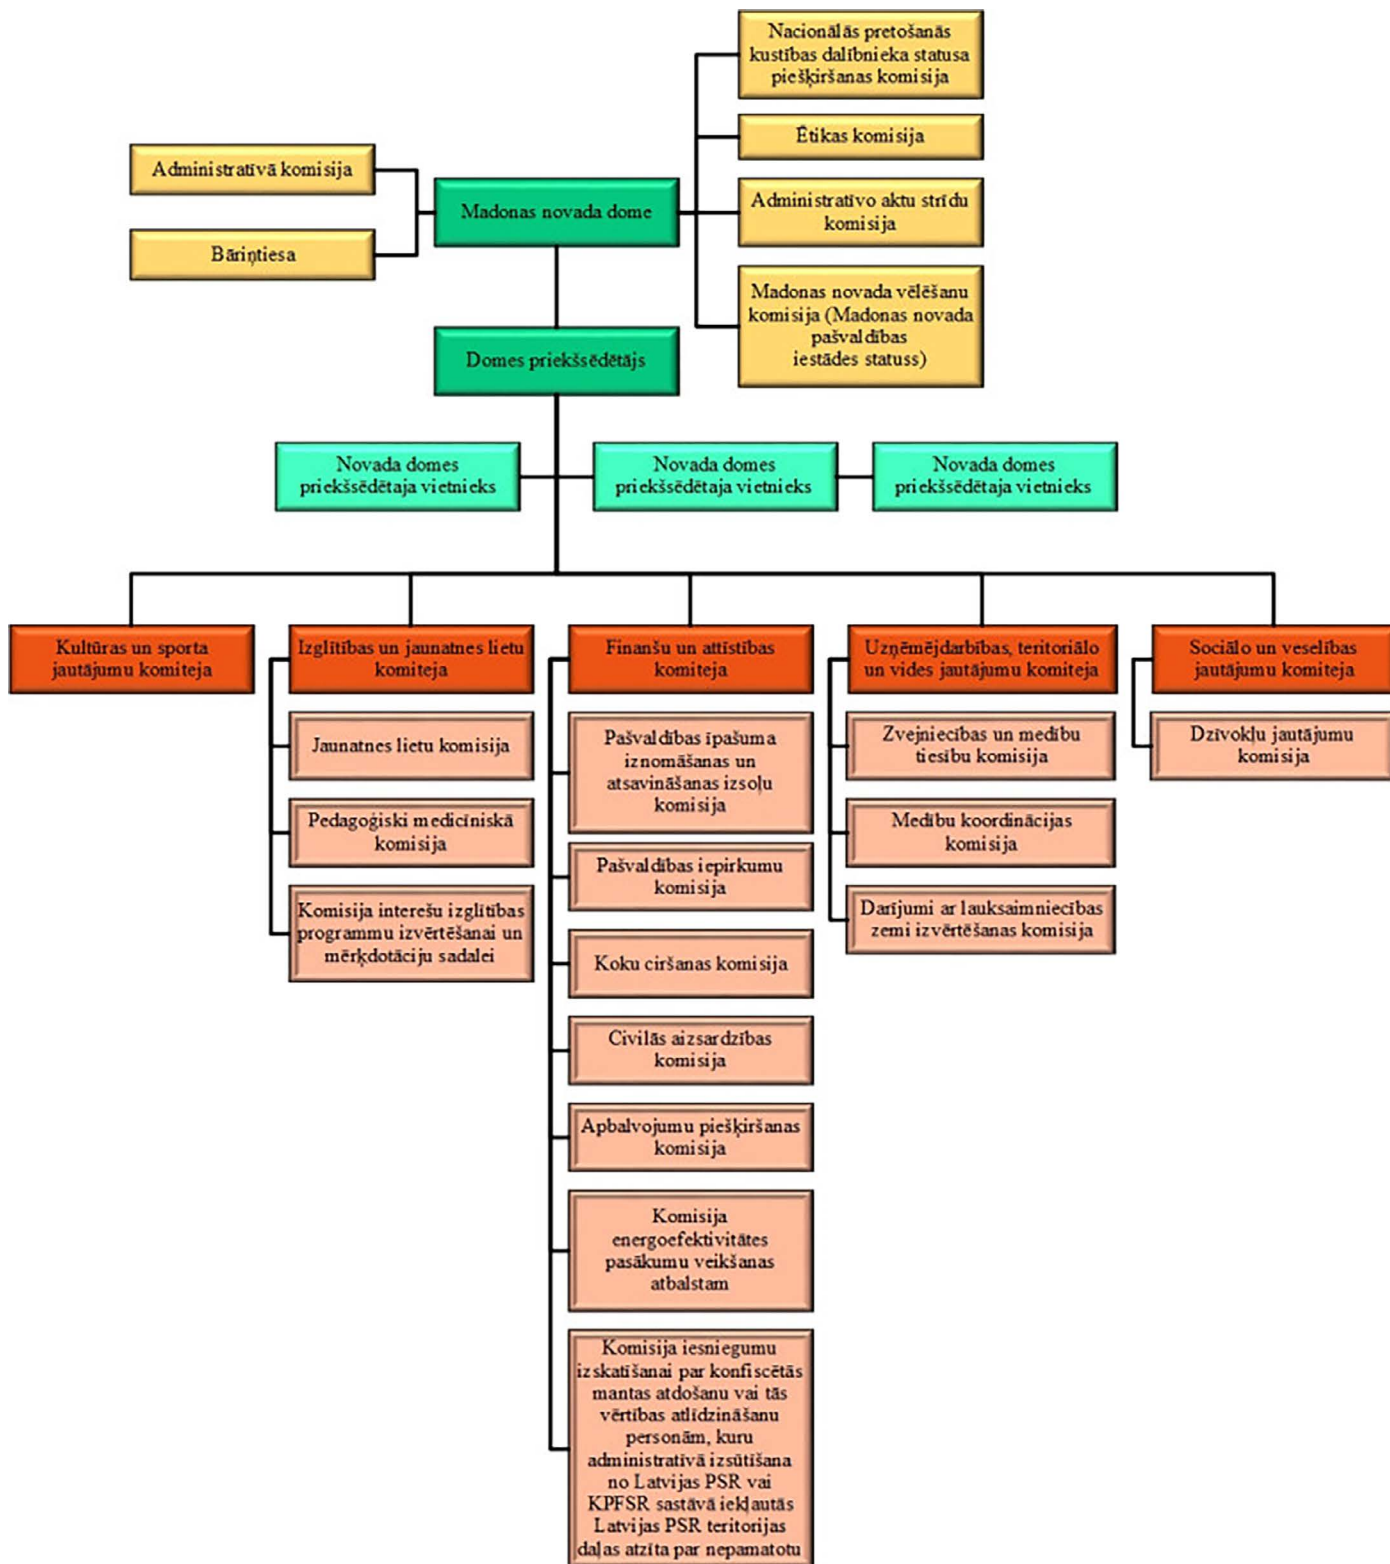 Nacionālās pretošanās
kustības dalībnieka statusa
piešķiršanas komisija
Ētikas komisija
Administratīvā komisija
Madonas novada dome
Administratīvo aktu strīdu
komisija
Bāriņtiesa
Madonas novada vēlēšanu
komisija (Madonas novada
pašvaldības
iestādes statuss)
Domes priekšsēdētājs
Novada domes
priekšsēdētaja vietnieks
Novada domes
priekšsēdētaja vietnieks
Novada domes
priekšsēdētaja vietnieks
Kultūras un sporta
jautājumu komiteja
Izglītības un jaunatnes lietu
komiteja
Jaunatnes lietu komisija
Pedagoģiski medicīniskā
komisija
Komisija interešu izglītības
programmu izvērtēšanai un
mērķdotāciju sadalei
Finanšu un attīstības
komiteja
Pašvaldības īpašuma
iznomāšanas un
atsavināšanas izsoļu
komisija
Pašvaldības iepirkumu
komisija
Koku ciršanas komisija
Civilās aizsardzības
komisija
Apbalvojumu piešķiršanas
komisija
Komisija
energoefektivitātes
pasākumu veikšanas
atbalstam
Komisija iesniegumu
izskatīšanai par konfiscētās
mantas atdošanu vai tās
vērtības atlīdzināšanu
personām, kuru
administratīvā izsūtīšana
no Latvijas PSR vai
KPFSR sastāvā iekļautās
Latvijas PSR teritorijas
daļas atzīta par nepamatotu
Uzņēmējdarbības, teritoriālo
un vides jautājumu komiteja
Zvejniecības un medību
tiesību komisija
Medību koordinācijas
komisija
Darījumi ar lauksaimniecības
zemi izvērtēšanas komisija
Sociālo un veselības
jautājumu komiteja
Dzīvokļu jautājumu
komisija